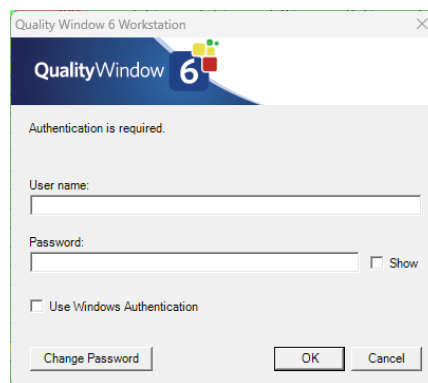 Quality Window 6 Workstation
QualityWindow 6
Authentication is required.
User name:
Password:
Show
Use Windows Authentication
Change Password OK Cancel